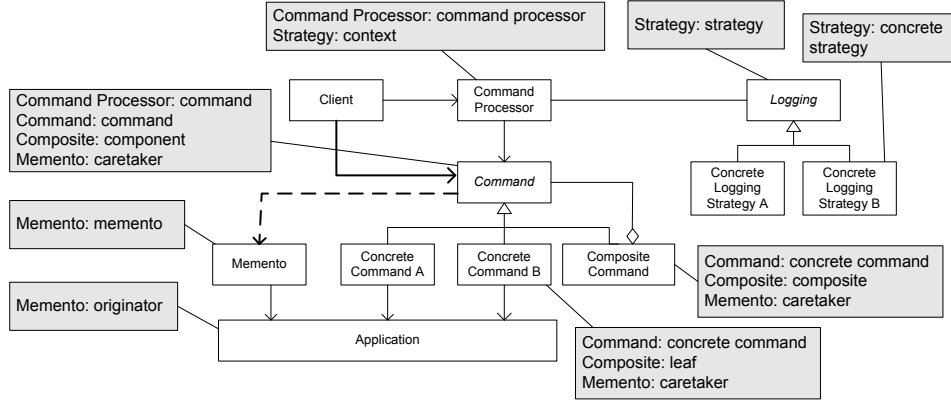 Command Processor: command processor
Strategy: context
Strategy: strategy
Strategy: concrete
strategy
Client
Command
Processor
Logging
Command Processor: command
Command: command
Composite: component
Memento: caretaker
Command
Concrete
Logging
Strategy A
Concrete
Logging
Strategy B
Memento: memento
Memento
Concrete
Command A
Concrete
Command B
Composite
Command
Command: concrete command
Composite: composite
Memento: caretaker
Memento: originator
Application
Command: concrete command
Composite: leaf
Memento: caretaker